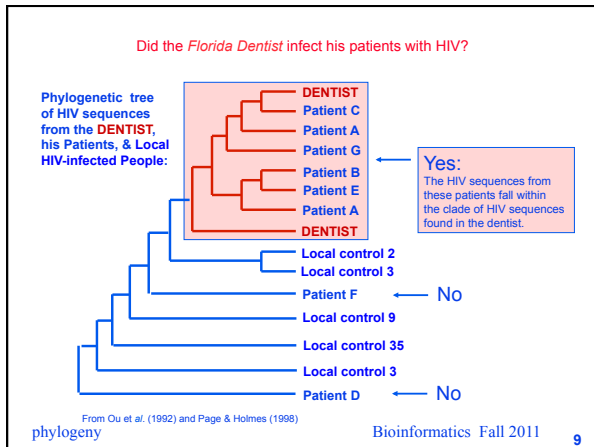 Did the Florida Dentist infect his patients with HIV?
Phylogenetic tree
of HIV sequences
from the DENTIST,
his Patients, & Local
HIV-infected People:
DENTIST
Patient C
Patient A
Patient G
Patient B
Patient E
Patient A
DENTIST
Yes:
The HIV sequences from
these patients fall within
the clade of HIV sequences
found in the dentist.
Local control 2
Local control 3
Patient F
No
Local control 9
Local control 35
Local control 3
Patient D
No
From Ou et al. (1992) and Page & Holmes (1998)
phylogeny
Bioinformatics Fall 2011
9